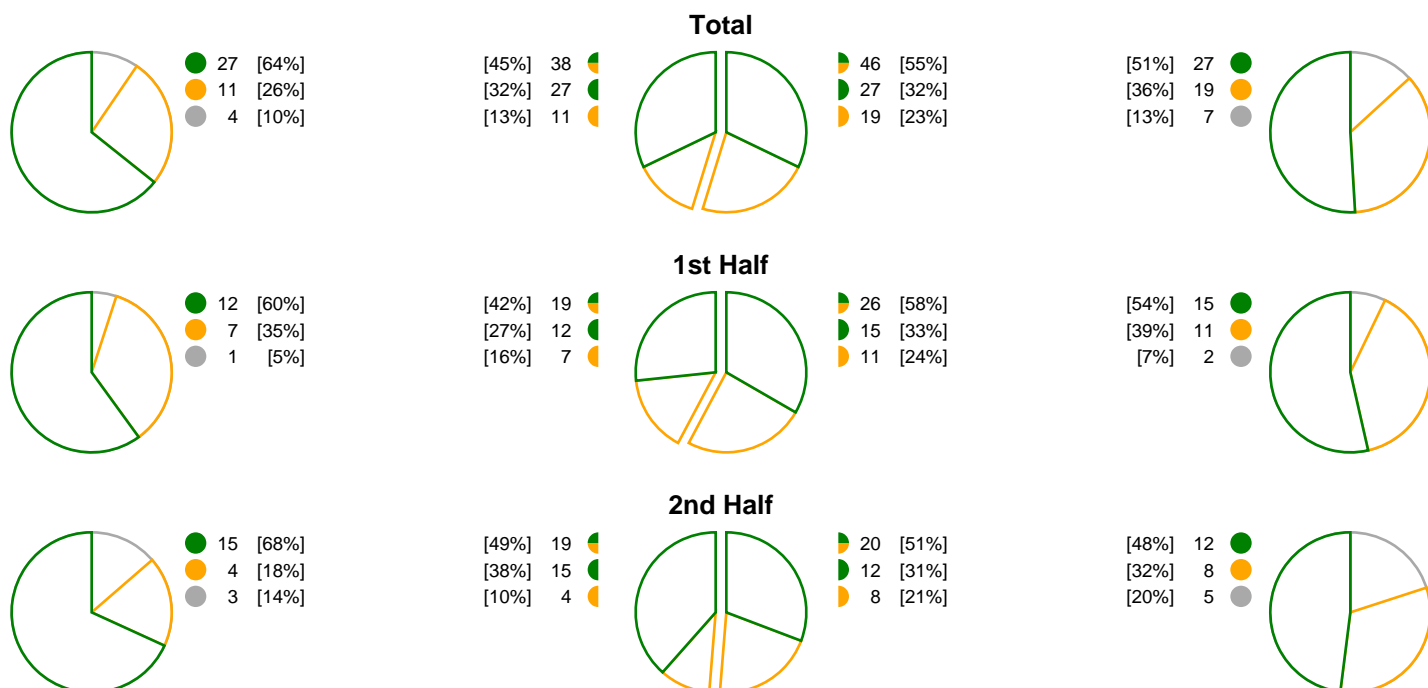 Total
27 [64%] [45%] 38 46 [55%] [51%] 27
11 [26%] [32%] 27 27 [32%] [36%] 19
4 [10%] [13%] 11 19 [23%] [13%] 7
1st Half
12 [60%] [42%] 19 26 [58%] [54%] 15
7 [35%] [27%] 12 15 [33%] [39%] 11
1 [5%] [16%] 7 11 [24%] [7%] 2
2nd Half
15 [68%] [49%] 19 20 [51%] [48%] 12
4 [18%] [38%] 15 12 [31%] [32%] 8
3 [14%] [10%] 4 8 [21%] [20%] 5